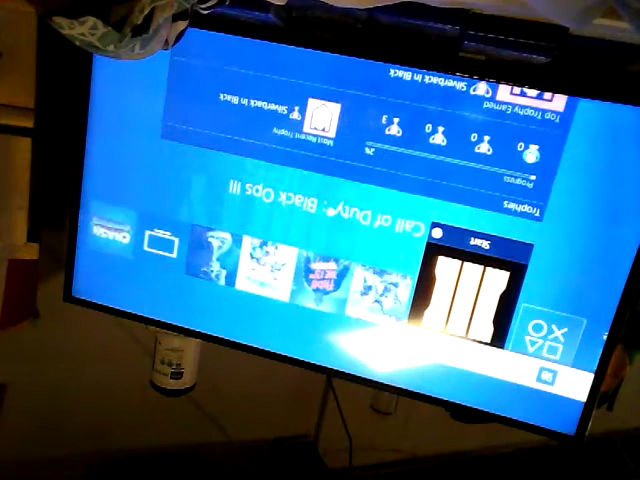 Start
Call of Duty®: Black Ops III
Trophies
Progress
2%
0
0
0
3
Most Recent Trophy
Silverback in Black
Top Trophy Earned
Silverback in Black